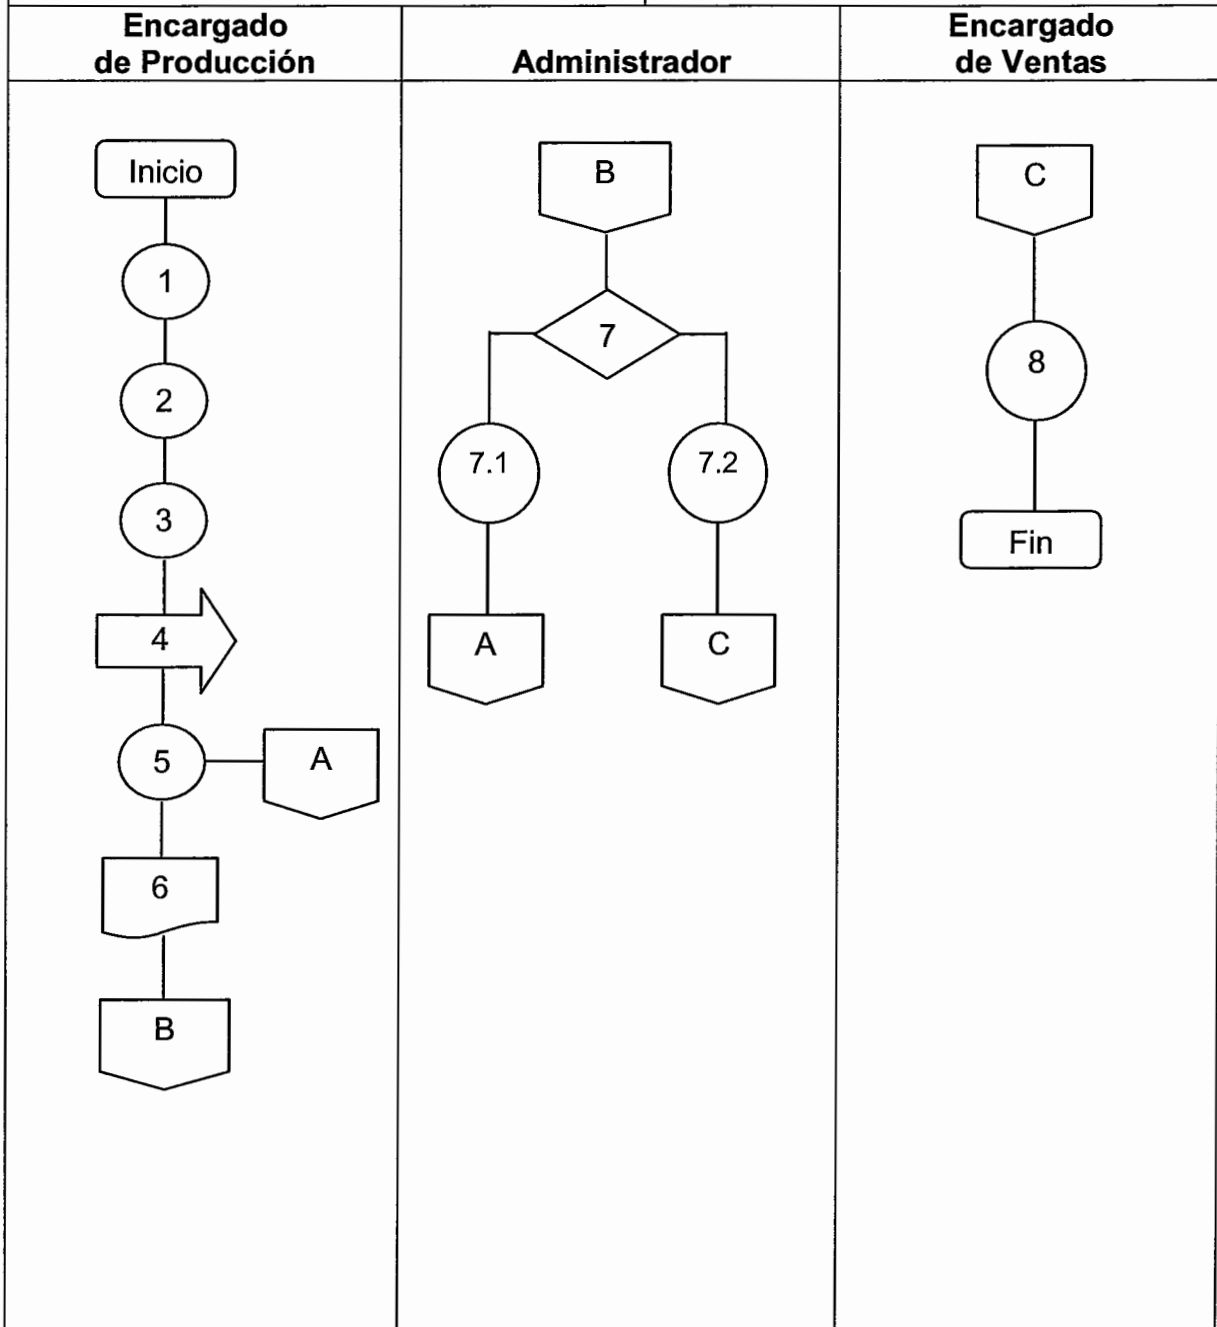 Encargado
de Producción
Administrador
Encargado
de Ventas
Inicio
1
2
3
4
5
A
6
B
B
7
7.1
7.2
A
C
C
8
Fin